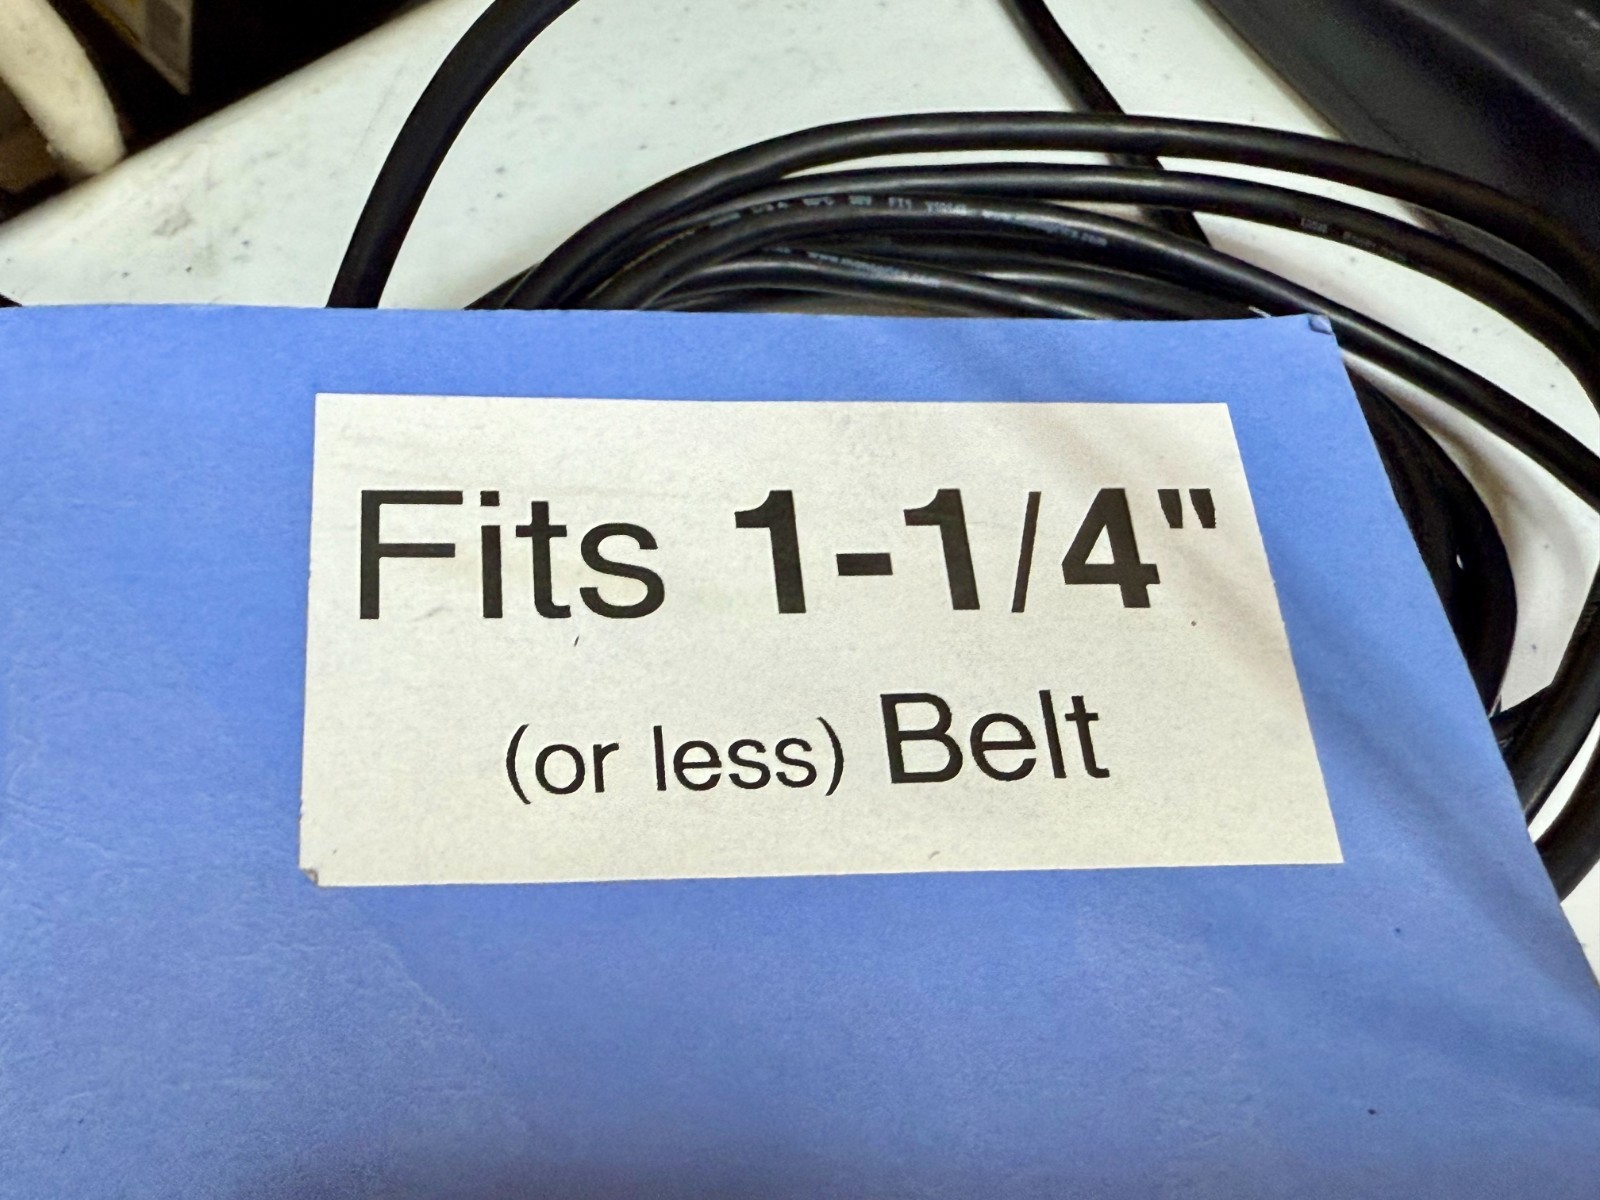 Fits 1-1/4"
(or less) Belt